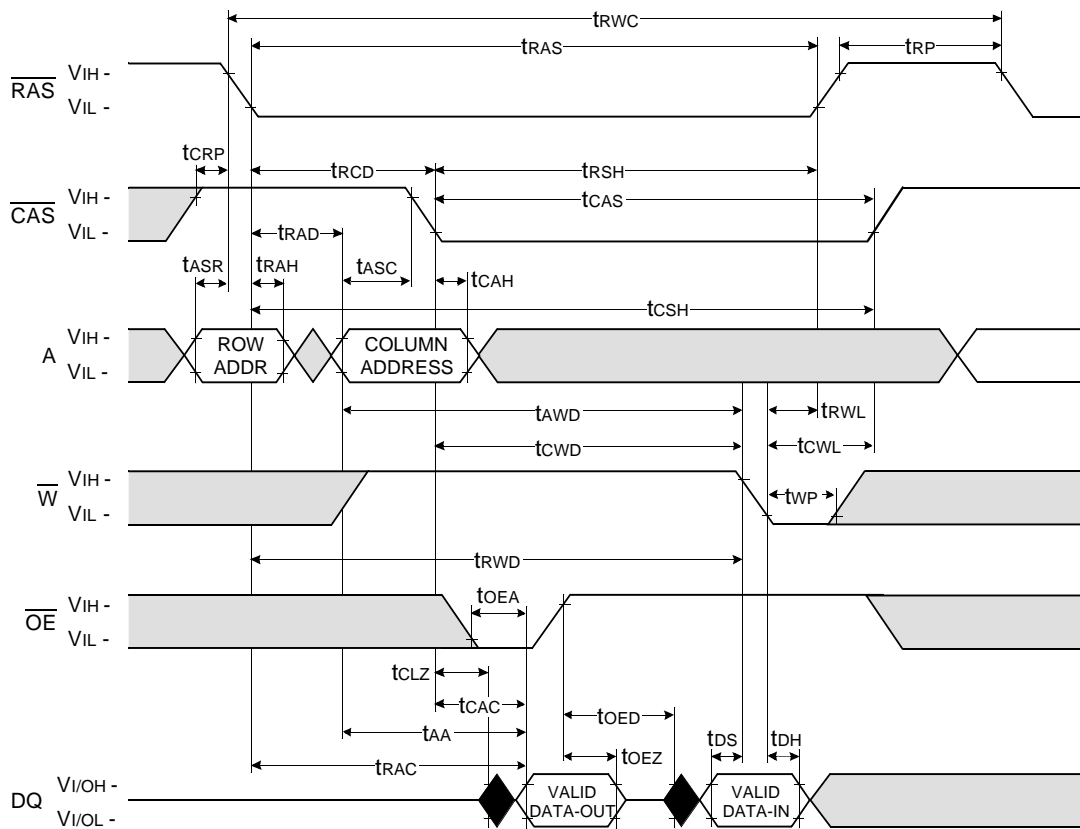 tRWC
tRAS
tRP
RAS
VIH -
VIL -
tCRP
tRCD
tRSH
CAS
VIH -
VIL -
tCAS
tRAD
tASR
tRAH
tASC
tCAH
tCSH
A
VIH -
VIL -
ROW
ADDR
COLUMN
ADDRESS
tAWD
tRWL
tCWD
tCWL
W
VIH -
VIL -
tWP
tRWD
OE
VIH -
VIL -
tOEA
tCLZ
tCAC
tOED
tAA
tDS
tDH
tOEZ
tRAC
DQ
VI/OH -
VI/OL -
VALID
DATA-OUT
VALID
DATA-IN